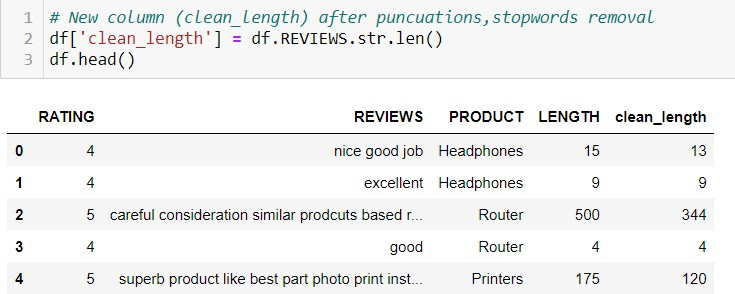 1 # New column (clean_length) after puncuations,stopwords removal
2 df['clean_length'] = df.REVIEWS.str.len()
3 df.head()
RATING REVIEWS PRODUCT LENGTH clean_length
0 4 nice good job Headphones 15 13
1 4 excellent Headphones 9 9
2 5 careful consideration similar prodcuts based r... Router 500 344
3 4 good Router 4 4
4 5 superb product like best part photo print inst... Printers 175 120